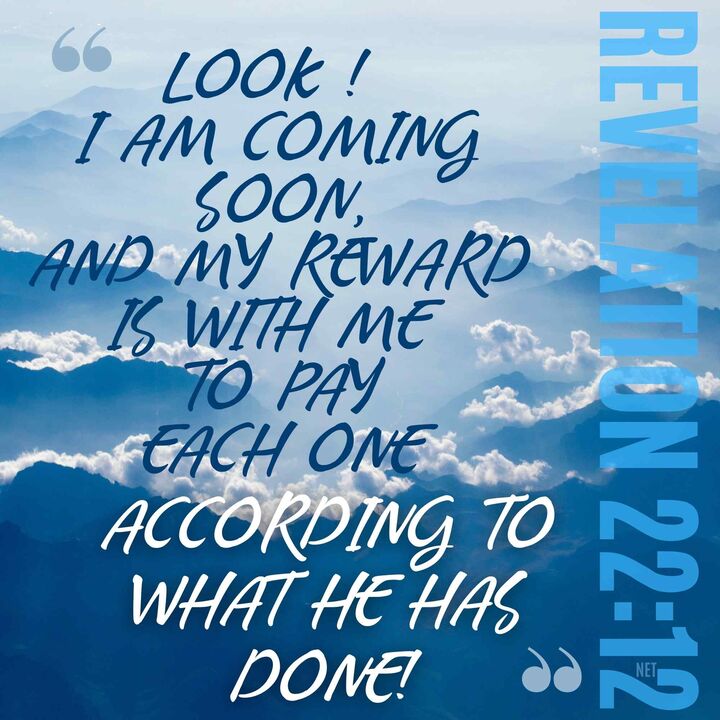 LOOK !
I AM COMING
SOON,
AND MY REWARD
IS WITH ME
TO PAY
EACH ONE
ACCORDING TO
WHAT HE HAS
DONE!
REVELATION 22:12
NET